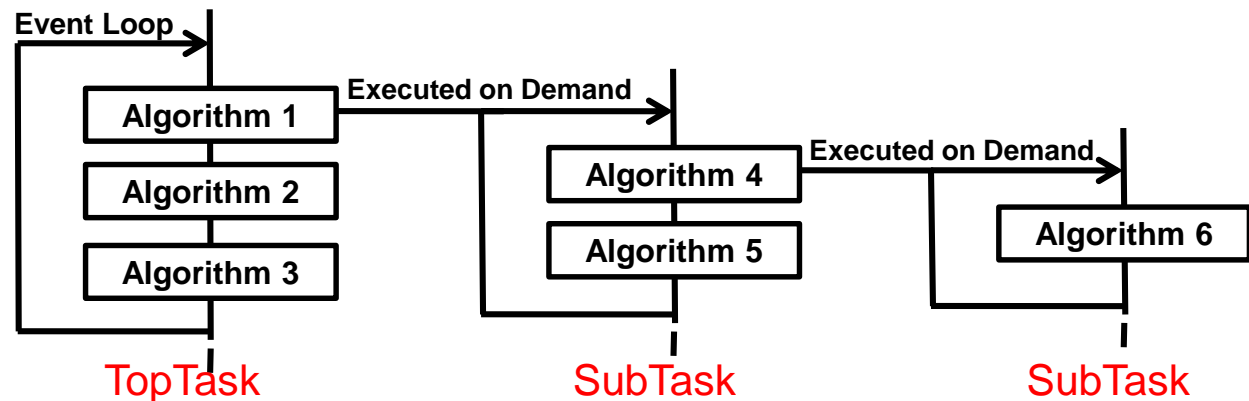 Event Loop
Algorithm 1
Algorithm 2
Algorithm 3
TopTask
Executed on Demand
Algorithm 4
Algorithm 5
SubTask
Executed on Demand
Algorithm 6
SubTask